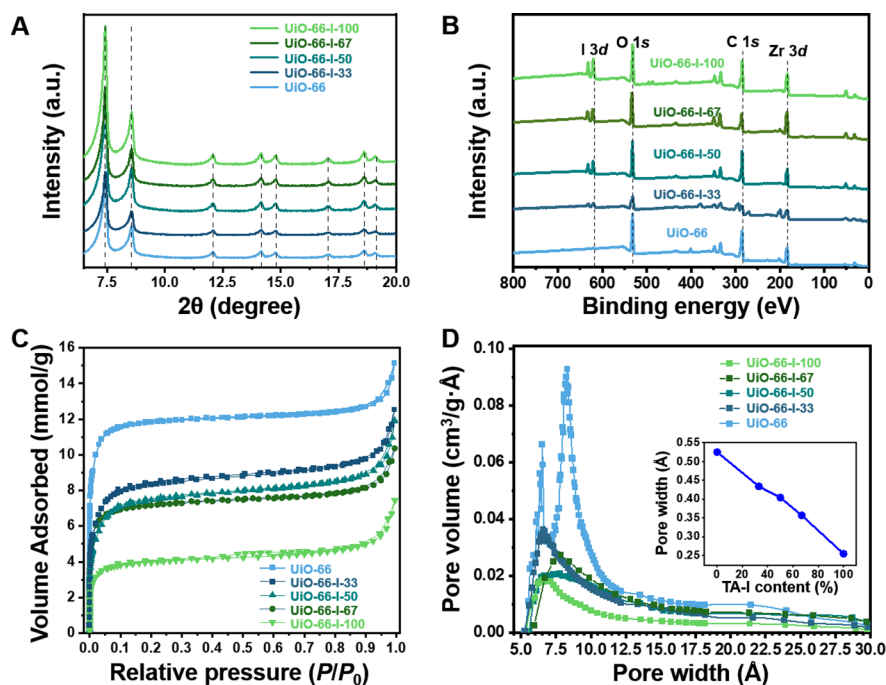 A
UiO-66-I-100
UiO-66-I-67
UiO-66-I-50
UiO-66-I-33
UiO-66
Intensity (a.u.)
7.5 10.0 12.5 15.0 17.5 20.0
2θ (degree)
B
I 3d
O 1s
C 1s
Zr 3d
UiO-66-I-100
UiO-66-I-67
UiO-66-I-50
UiO-66-I-33
UiO-66
Intensity (a.u.)
800 700 600 500 400 300 200 100 0
Binding energy (eV)
C
Volume Adsorbed (mmol/g)
16
14
12
10
8
6
4
2
0
UiO-66
UiO-66-I-33
UiO-66-I-50
UiO-66-I-67
UiO-66-I-100
0.0 0.1 0.2 0.3 0.4 0.5 0.6 0.7 0.8 0.9 1.0
Relative pressure (P/P0)
D
Pore volume (cm³/g·Å)
0.10
0.08
0.06
0.04
0.02
0.00
UiO-66-I-100
UiO-66-I-67
UiO-66-I-50
UiO-66-I-33
UiO-66
Pore width (Å)
0.55
0.50
0.45
0.40
0.35
0.30
0.25
0 20 40 60 80 100
TA-I content (%)
5.0 7.5 10.0 12.5 15.0 17.5 20.0 22.5 25.0 27.5 30.0
Pore width (Å)